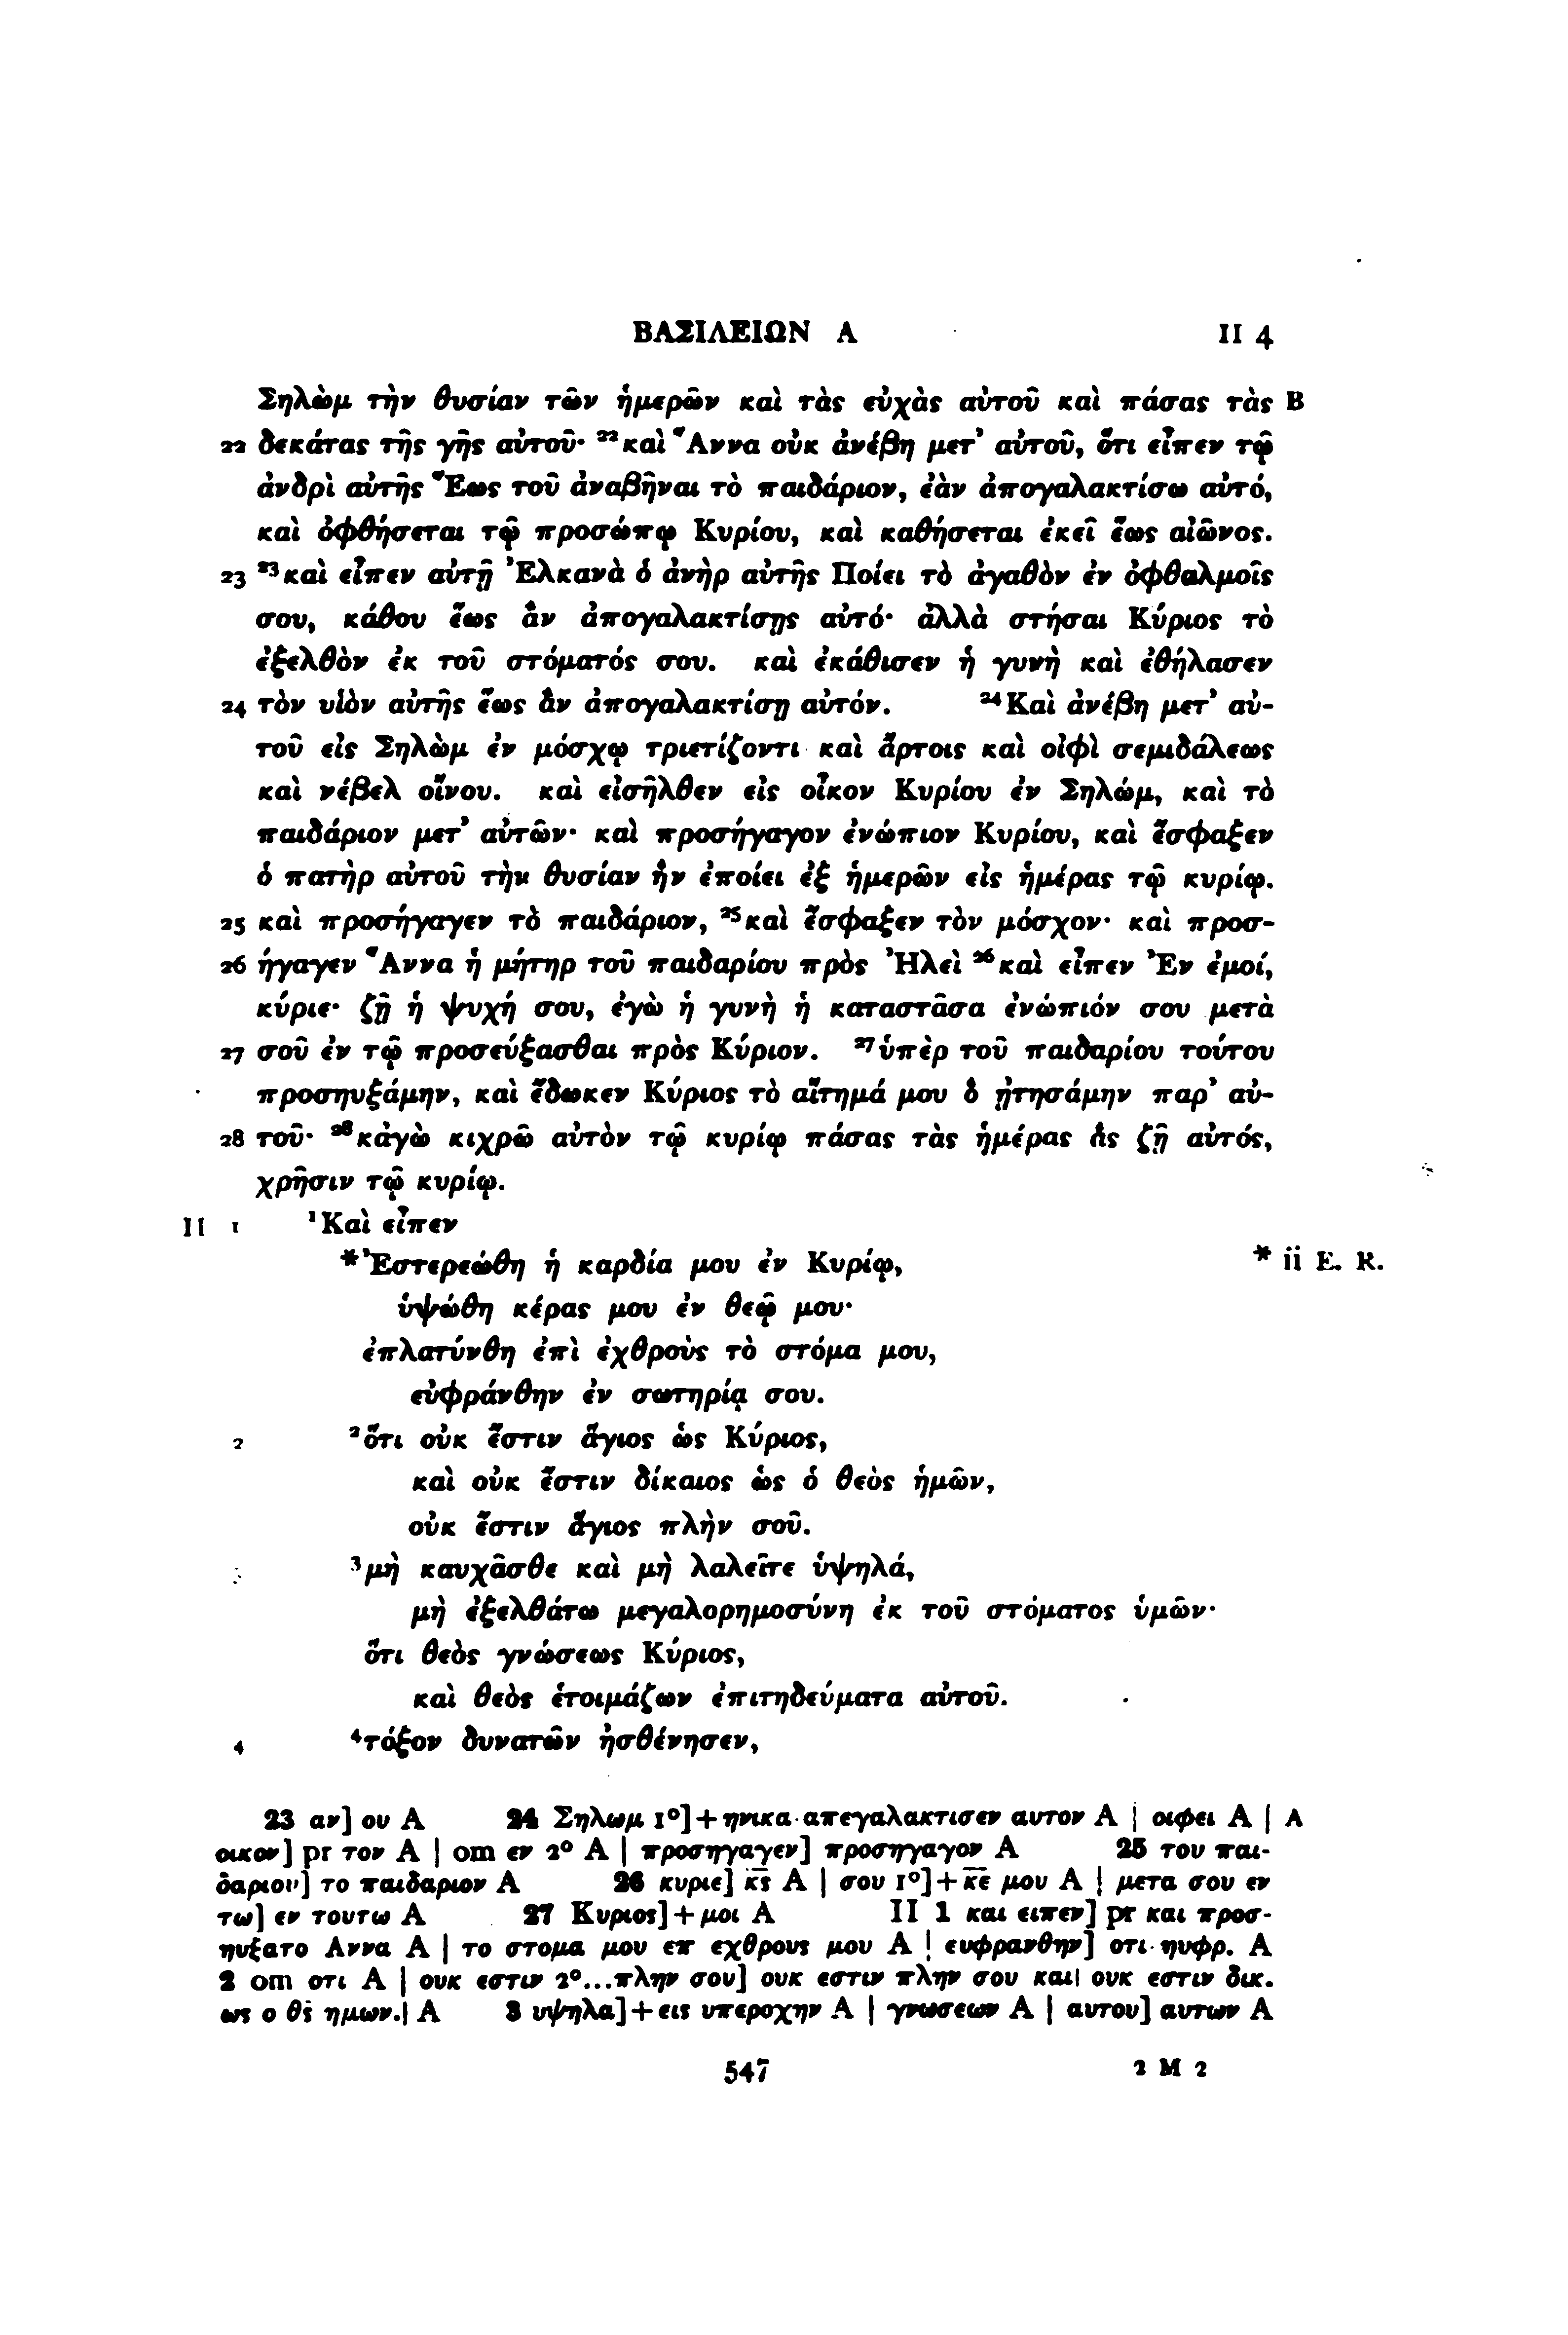 ΒΑΣΙΛΕΙΩΝ Α II 4
Σηλὼμ τὴν θυσίαν τῶν ἡμερῶν καὶ τὰς εὐχὰς αὐτοῦ καὶ πάσας τὰς B
22 δεκάτας τῆς γῆς αὐτοῦ· ²²καὶ Ἅννα οὐκ ἀνέβη μετ' αὐτοῦ, ὅτι εἶπεν τῷ
ἀνδρὶ αὐτῆς Ἕως τοῦ ἀναβῆναι τὸ παιδάριον, ἐὰν ἀπογαλακτίσω αὐτό,
καὶ ὀφθήσεται τῷ προσώπῳ Κυρίου, καὶ καθήσεται ἐκεῖ ἕως αἰῶνος.
23 ²³καὶ εἶπεν αὐτῇ Ἐλκανὰ ὁ ἀνὴρ αὐτῆς Ποίει τὸ ἀγαθὸν ἐν ὀφθαλμοῖς
σου, κάθου ἕως ἂν ἀπογαλακτίσῃς αὐτό· ἀλλὰ στήσαι Κύριος τὸ
ἐξελθὸν ἐκ τοῦ στόματός σου. καὶ ἐκάθισεν ἡ γυνὴ καὶ ἐθήλασεν
24 τὸν υἱὸν αὐτῆς ἕως ἂν ἀπογαλακτίσῃ αὐτόν. ²⁴Καὶ ἀνέβη μετ' αὐ-
τοῦ εἰς Σηλὼμ ἐν μόσχῳ τριετίζοντι καὶ ἄρτοις καὶ οἰφὶ σεμιδάλεως
καὶ νέβελ οἴνου. καὶ εἰσῆλθεν εἰς οἶκον Κυρίου ἐν Σηλώμ, καὶ τὸ
παιδάριον μετ' αὐτῶν· καὶ προσήγαγον ἐνώπιον Κυρίου, καὶ ἔσφαξεν
ὁ πατὴρ αὐτοῦ τὴν θυσίαν ἣν ἐποίει ἐξ ἡμερῶν εἰς ἡμέρας τῷ κυρίῳ.
25 καὶ προσήγαγεν τὸ παιδάριον, ²⁵καὶ ἔσφαξεν τὸν μόσχον· καὶ προσ-
26 ήγαγεν Ἅννα ἡ μήτηρ τοῦ παιδαρίου πρὸς Ἠλεὶ ²⁶καὶ εἶπεν Ἐν ἐμοί,
κύριε· ζῇ ἡ ψυχή σου, ἐγὼ ἡ γυνὴ ἡ καταστᾶσα ἐνώπιόν σου μετὰ
27 σοῦ ἐν τῷ προσεύξασθαι πρὸς Κύριον. ²⁷ὑπὲρ τοῦ παιδαρίου τούτου
προσηυξάμην, καὶ ἔδωκεν Κύριος τὸ αἴτημά μου ὃ ᾐτησάμην παρ' αὐ-
28 τοῦ· ²⁸κἀγὼ κιχρῶ αὐτὸν τῷ κυρίῳ πάσας τὰς ἡμέρας ἃς ζῇ αὐτός,
χρῆσιν τῷ κυρίῳ.
II 1 ¹Καὶ εἶπεν
*Ἐστερεώθη ἡ καρδία μου ἐν Κυρίῳ, * ii E. R.
ὑψώθη κέρας μου ἐν θεῷ μου·
ἐπλατύνθη ἐπὶ ἐχθροὺς τὸ στόμα μου,
εὐφράνθην ἐν σωτηρίᾳ σου.
2 ²ὅτι οὐκ ἔστιν ἅγιος ὡς Κύριος,
καὶ οὐκ ἔστιν δίκαιος ὡς ὁ θεὸς ἡμῶν,
οὐκ ἔστιν ἅγιος πλὴν σοῦ.
³μὴ καυχᾶσθε καὶ μὴ λαλεῖτε ὑψηλά,
μὴ ἐξελθάτω μεγαλορημοσύνη ἐκ τοῦ στόματος ὑμῶν·
ὅτι θεὸς γνώσεως Κύριος,
καὶ θεὸς ἑτοιμάζων ἐπιτηδεύματα αὐτοῦ.
4 ⁴τόξον δυνατῶν ἠσθένησεν,
23 αν] ου A 24 Σηλωμ 1°]+ηνικα απεγαλακτισεν αυτον A | οιφει A | A
οικον] pr τον A | om εν 2° A | προσηγαγεν] προσηγαγον A 25 του παι-
δαριου] το παιδαριον A 26 κυριε] κ̅ς̅ A | σου 1°]+κ̅ε̅ μου A | μετα σου εν
τω] εν τουτω A 27 Κυριος]+μοι A II 1 και ειπεν] pr και προσ-
ηυξατο Αννα A | το στομα μου επ εχθρους μου A | ευφρανθην] οτι ηυφρ. A
2 om οτι A | ουκ εστιν 2°...πλην σου] ουκ εστιν πλην σου και| ουκ εστιν δικ.
ως ο θ̅ς̅ ημων.| A 3 υψηλα]+εις υπεροχην A | γνωσεων A | αυτου] αυτων A
547 2 M 2